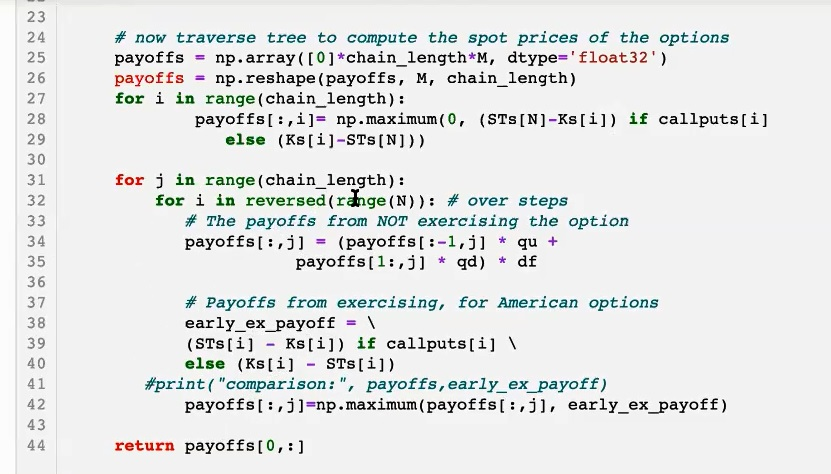 23
24 # now traverse tree to compute the spot prices of the options
25 payoffs = np.array([0]*chain_length*M, dtype='float32')
26 payoffs = np.reshape(payoffs, M, chain_length)
27 for i in range(chain_length):
28 payoffs[:,i]= np.maximum(0, (STs[N]-Ks[i]) if callputs[i]
29 else (Ks[i]-STs[N]))
30
31 for j in range(chain_length):
32 for i in reversed(range(N)): # over steps
33 # The payoffs from NOT exercising the option
34 payoffs[:,j] = (payoffs[:-1,j] * qu +
35 payoffs[1:,j] * qd) * df
36
37 # Payoffs from exercising, for American options
38 early_ex_payoff = \
39 (STs[i] - Ks[i]) if callputs[i] \
40 else (Ks[i] - STs[i])
41 #print("comparison:", payoffs,early_ex_payoff)
42 payoffs[:,j]=np.maximum(payoffs[:,j], early_ex_payoff)
43
44 return payoffs[0,:]